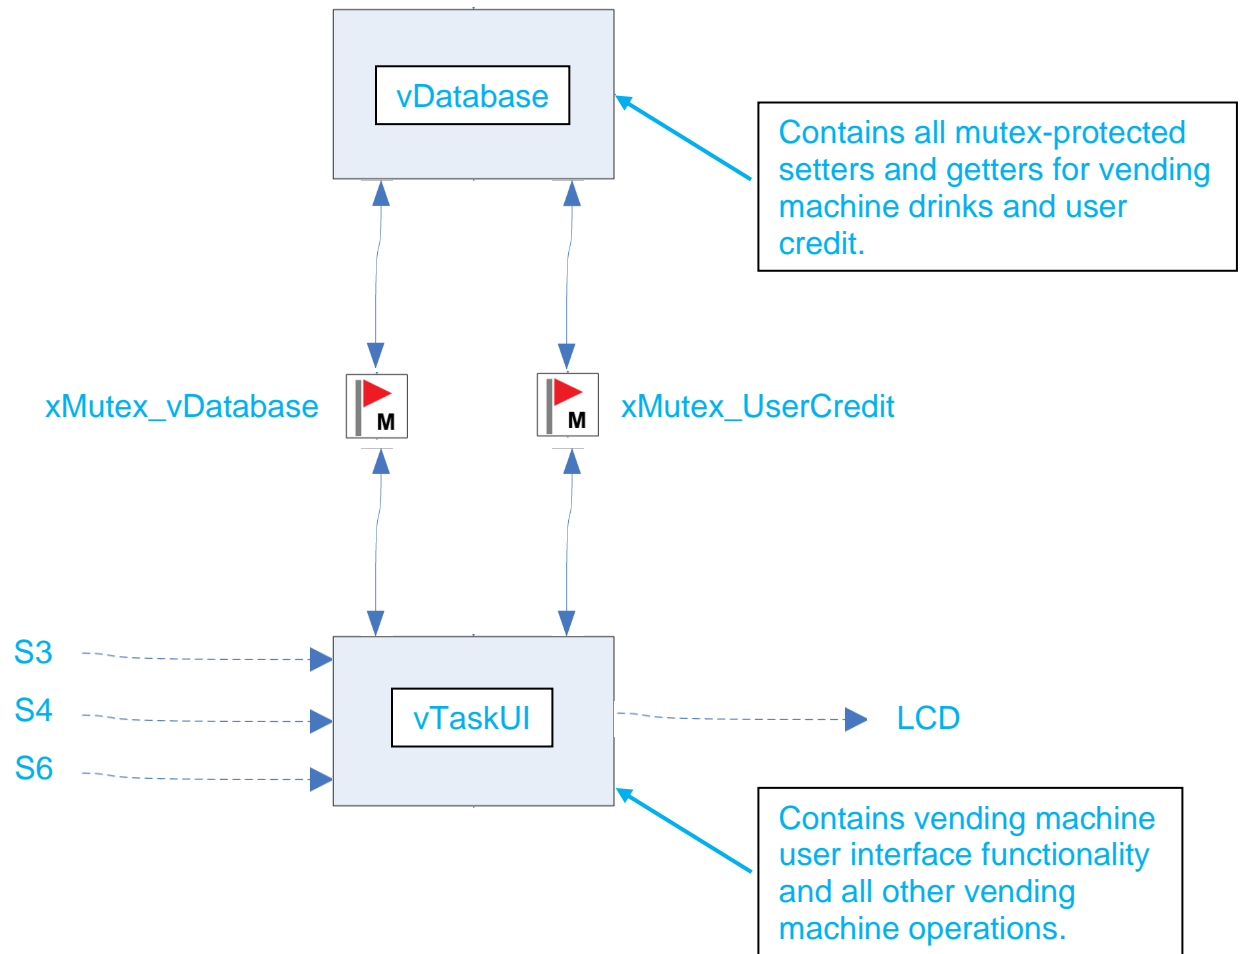 vDatabase
Contains all mutex-protected
setters and getters for vending
machine drinks and user
credit.
xMutex_vDatabase
M
M
xMutex_UserCredit
S3
S4
S6
vTaskUI
LCD
Contains vending machine
user interface functionality
and all other vending
machine operations.